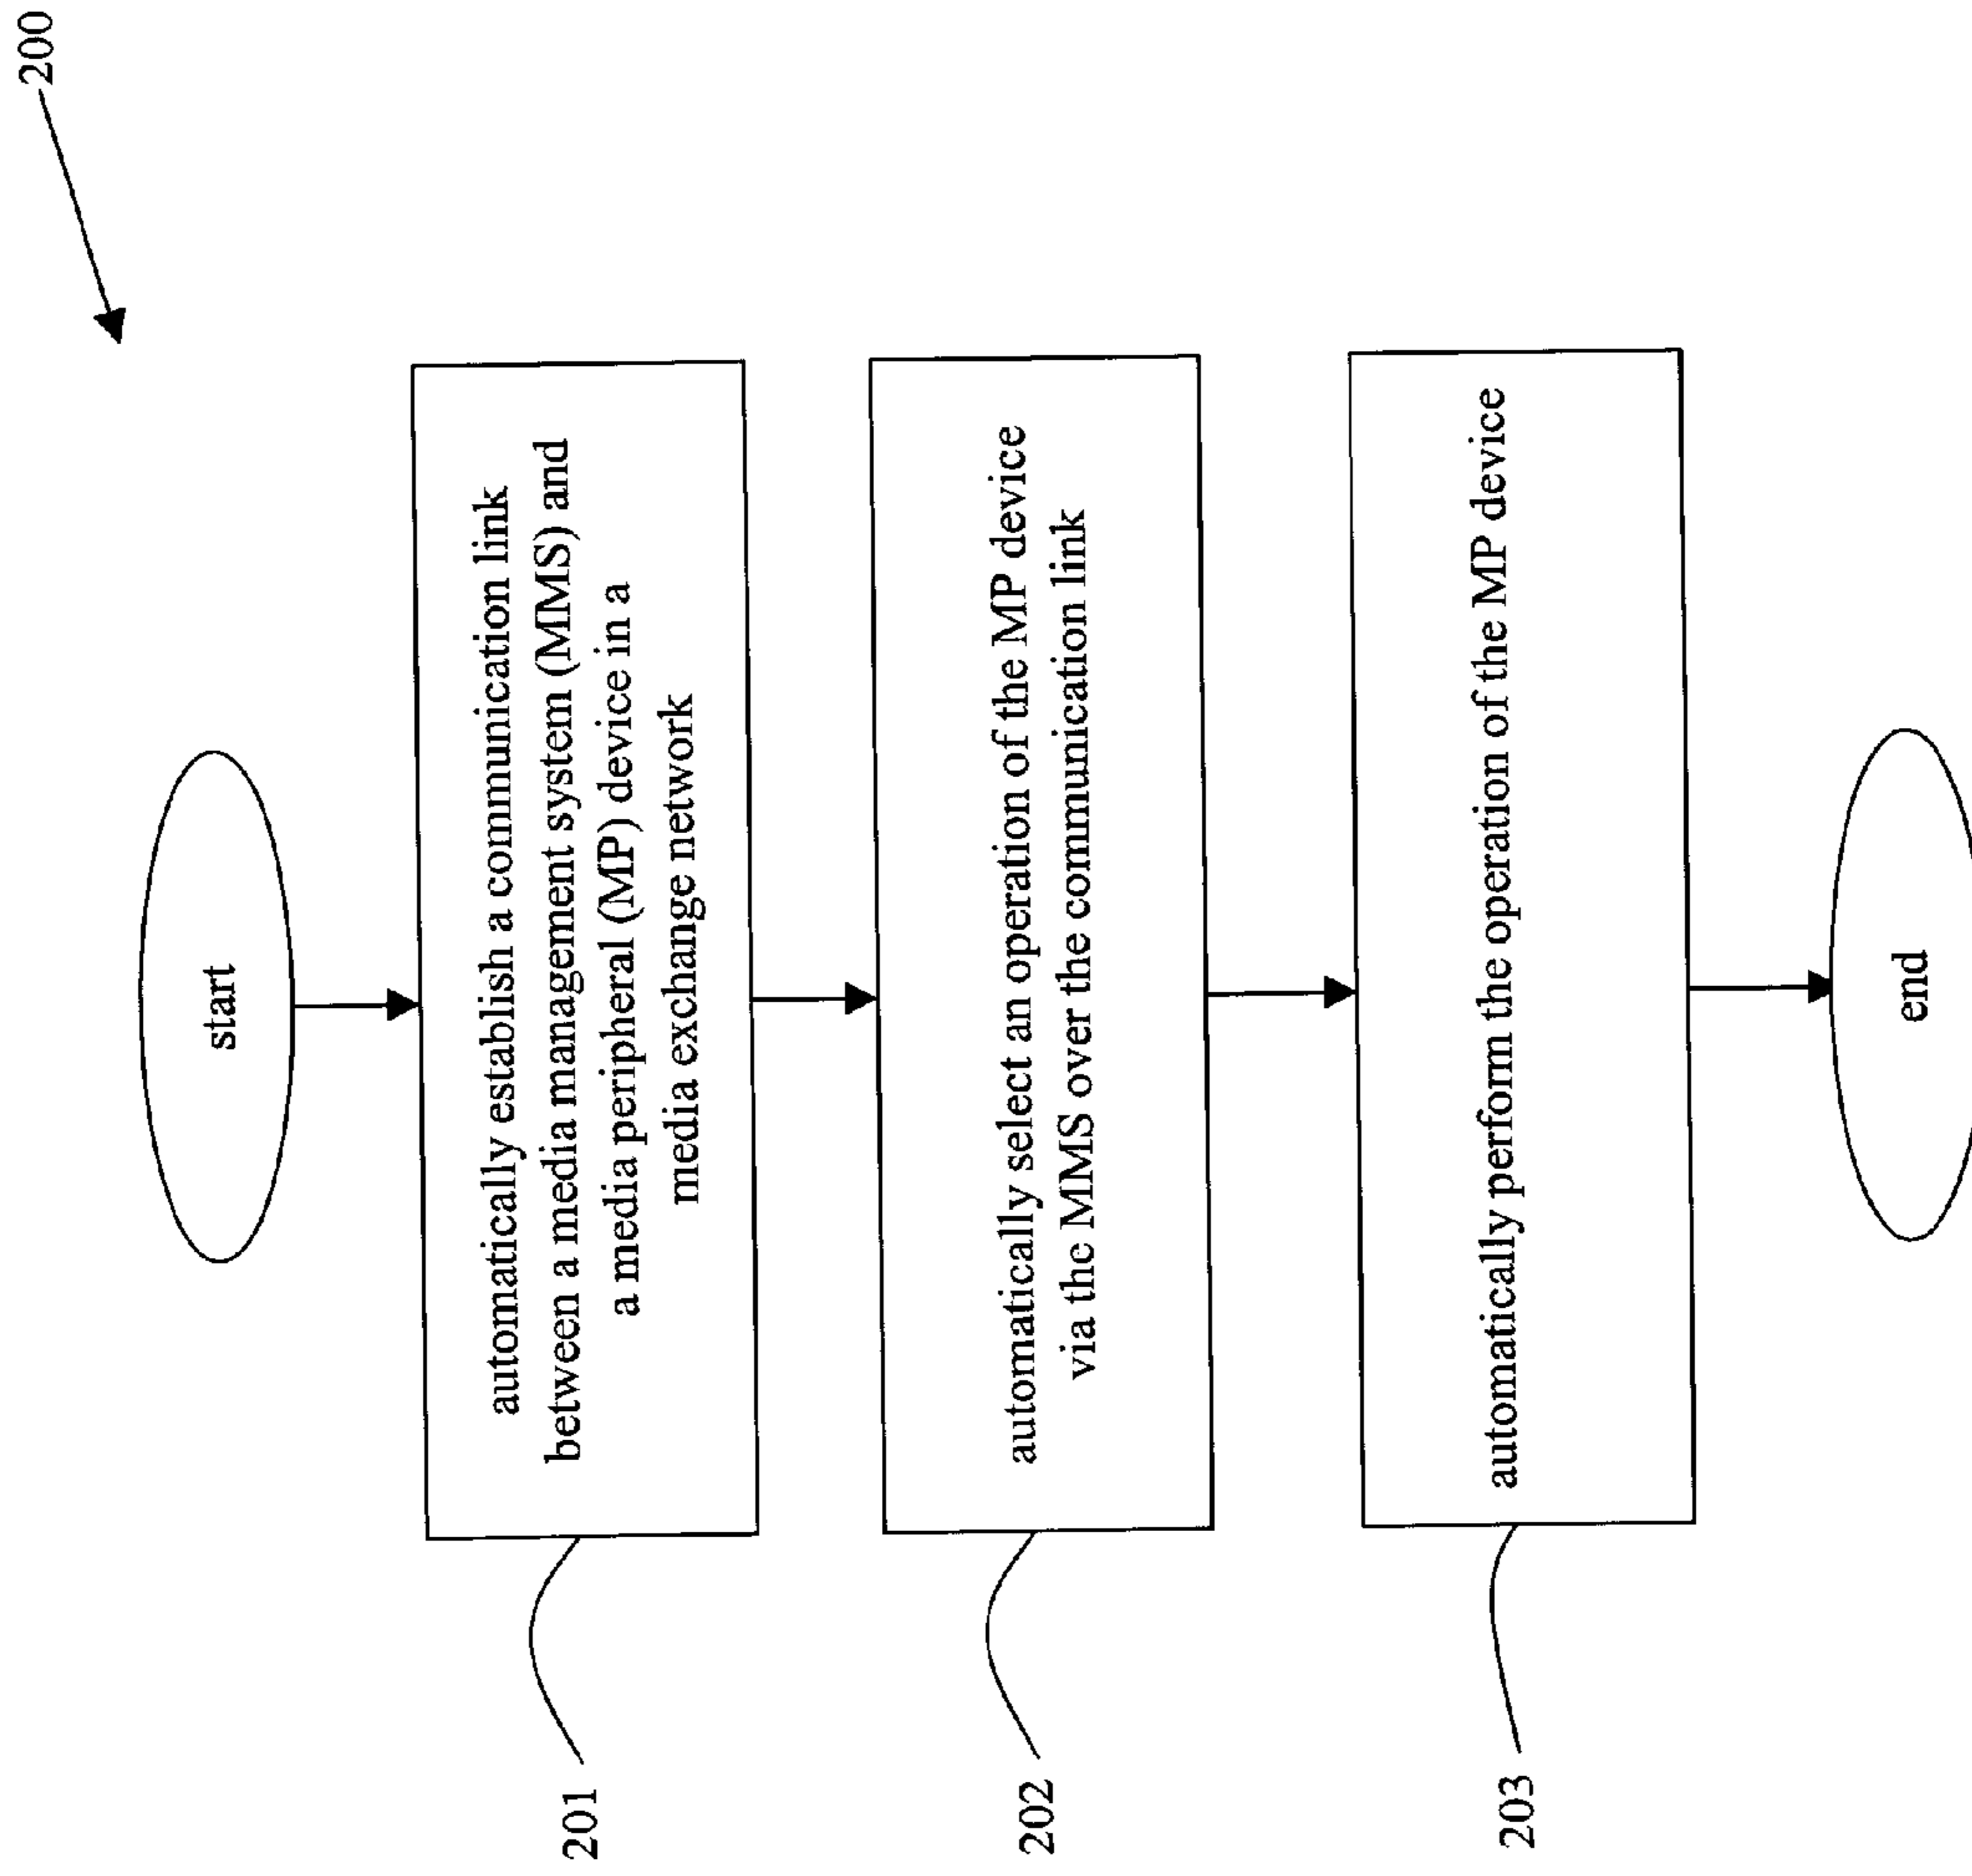 200
start
201
automatically establish a communication link
between a media management system (MMS) and
a media peripheral (MP) device in a
media exchange network
202
automatically select an operation of the MP device
via the MMS over the communication link
203
automatically perform the operation of the MP device
end